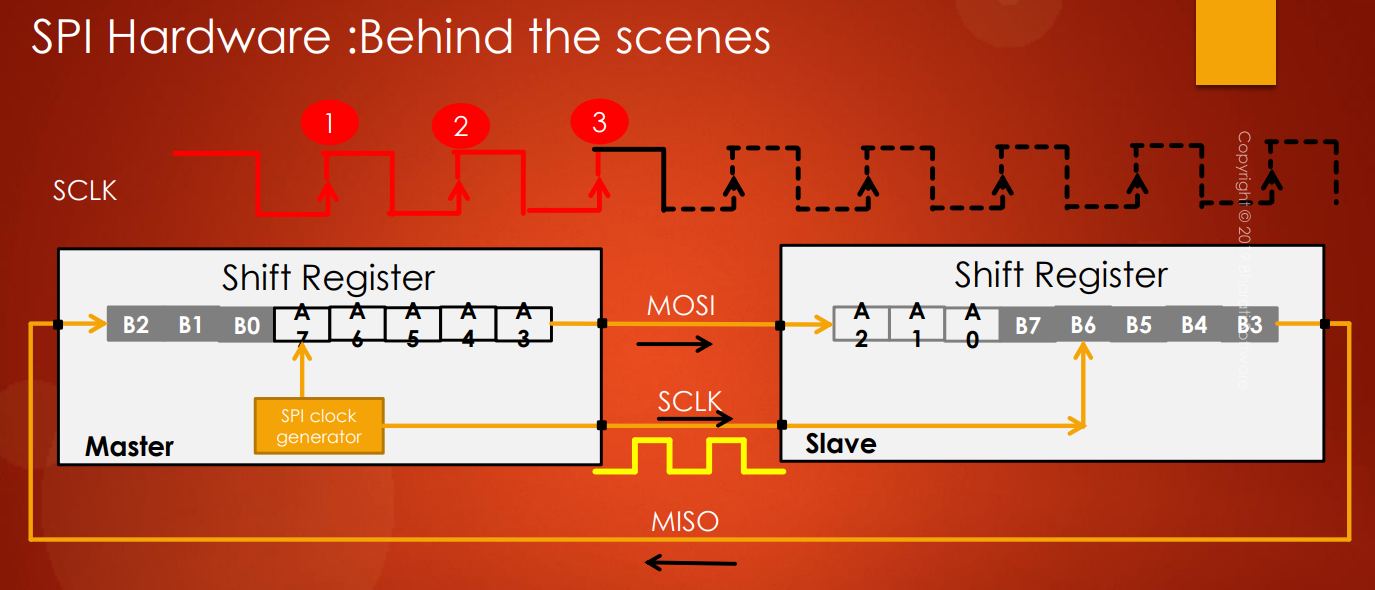 SPI Hardware :Behind the scenes
1 2 3
SCLK
Shift Register
B2 B1 B0 A7 A6 A5 A4 A3
SPI clock
generator
Master
MOSI
SCLK
MISO
Shift Register
A2 A1 A0 B7 B6 B5 B4 B3
Slave
Copyright ©